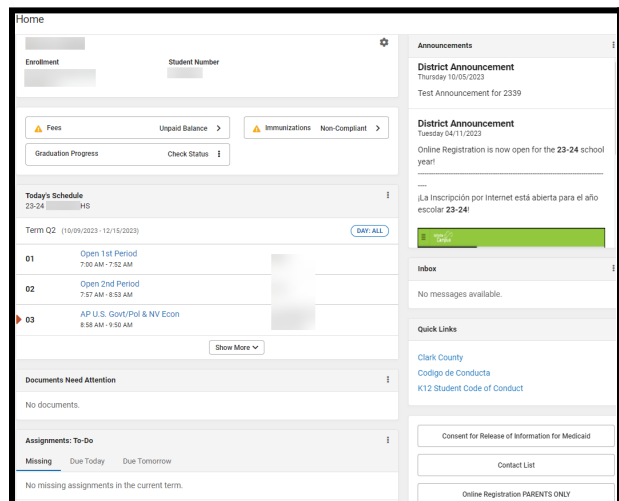 Home
Enrollment
Student Number
Fees
Unpaid Balance
Immunizations
Non-Compliant
Graduation Progress
Check Status
Today's Schedule
23-24 HS
Term Q2 (10/09/2023 - 12/15/2023)
DAY: ALL
01
Open 1st Period
7:00 AM - 7:52 AM
02
Open 2nd Period
7:57 AM - 8:53 AM
03
AP U.S. Govt/Pol & NV Econ
8:58 AM - 9:50 AM
Show More
Documents Need Attention
No documents.
Assignments: To-Do
Missing Due Today Due Tomorrow
No missing assignments in the current term.
Announcements
District Announcement
Thursday 10/05/2023
Test Announcement for 2339
District Announcement
Tuesday 04/11/2023
Online Registration is now open for the 23-24 school
year!
¡La Inscripción por Internet está abierta para el año
escolar 23-24!
Campus
Inbox
No messages available.
Quick Links
Clark County
Codigo de Conducta
K12 Student Code of Conduct
Consent for Release of Information for Medicaid
Contact List
Online Registration PARENTS ONLY